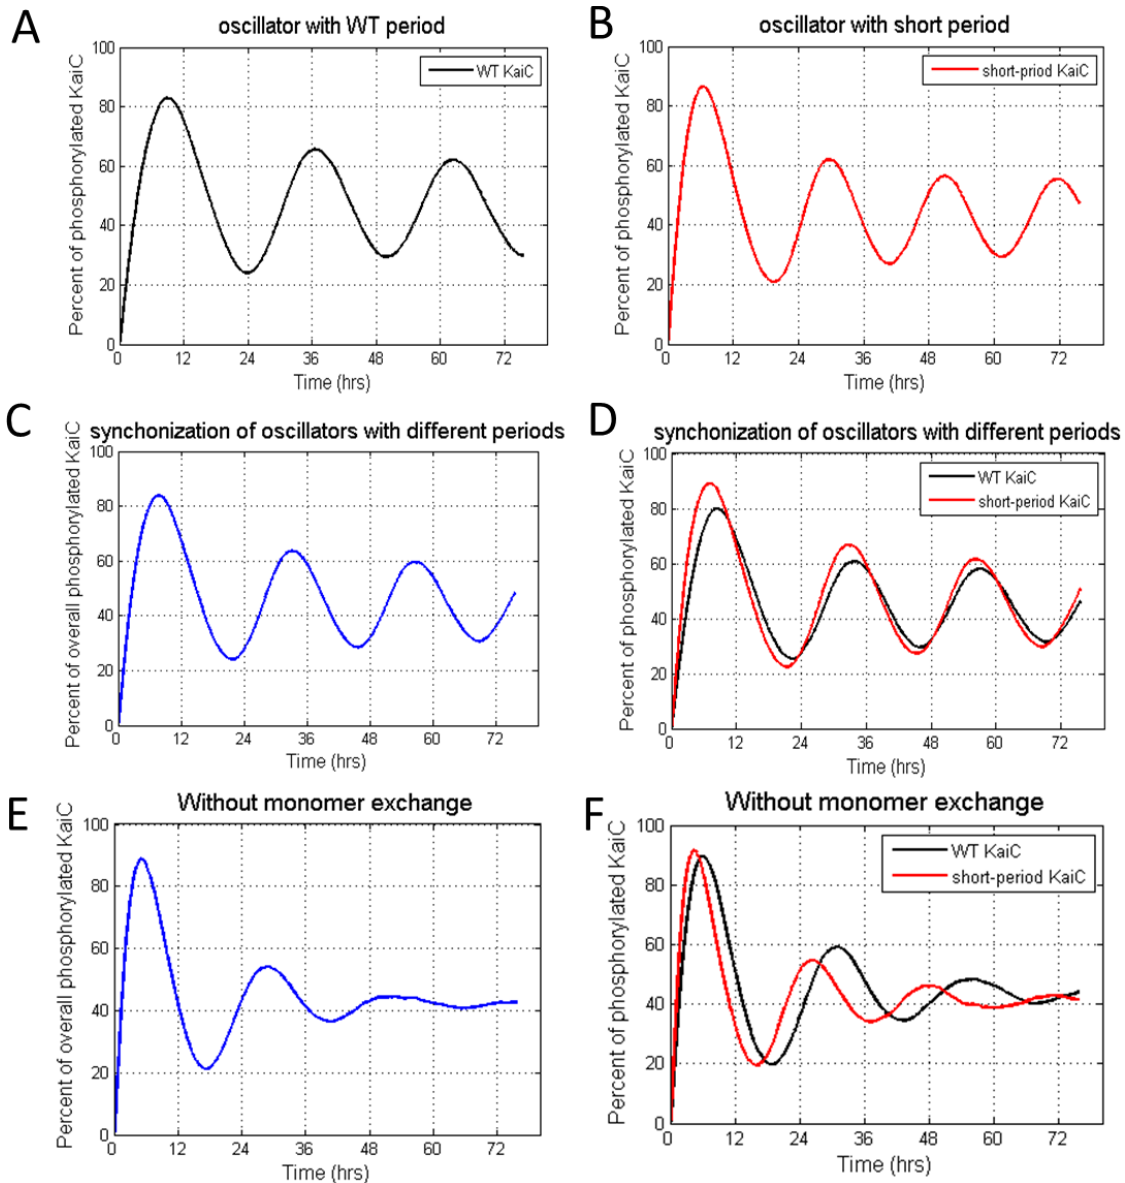 A
oscillator with WT period
Percent of phosphorylated KaiC
100
80
60
40
20
0
WT KaiC
0 12 24 36 48 60 72
Time (hrs)
B
oscillator with short period
Percent of phosphorylated KaiC
100
80
60
40
20
0
short-priod KaiC
0 12 24 36 48 60 72
Time (hrs)
C
synchonization of oscillators with different periods
Percent of overall phosphorylated KaiC
100
80
60
40
20
0
0 12 24 36 48 60 72
Time (hrs)
D
synchonization of oscillators with different periods
Percent of phosphorylated KaiC
100
80
60
40
20
0
WT KaiC
short-period KaiC
0 12 24 36 48 60 72
Time (hrs)
E
Without monomer exchange
Percent of overall phosphorylated KaiC
100
80
60
40
20
0
0 12 24 36 48 60 72
Time (hrs)
F
Without monomer exchange
Percent of phosphorylated KaiC
100
80
60
40
20
0
WT KaiC
short-period KaiC
0 12 24 36 48 60 72
Time (hrs)